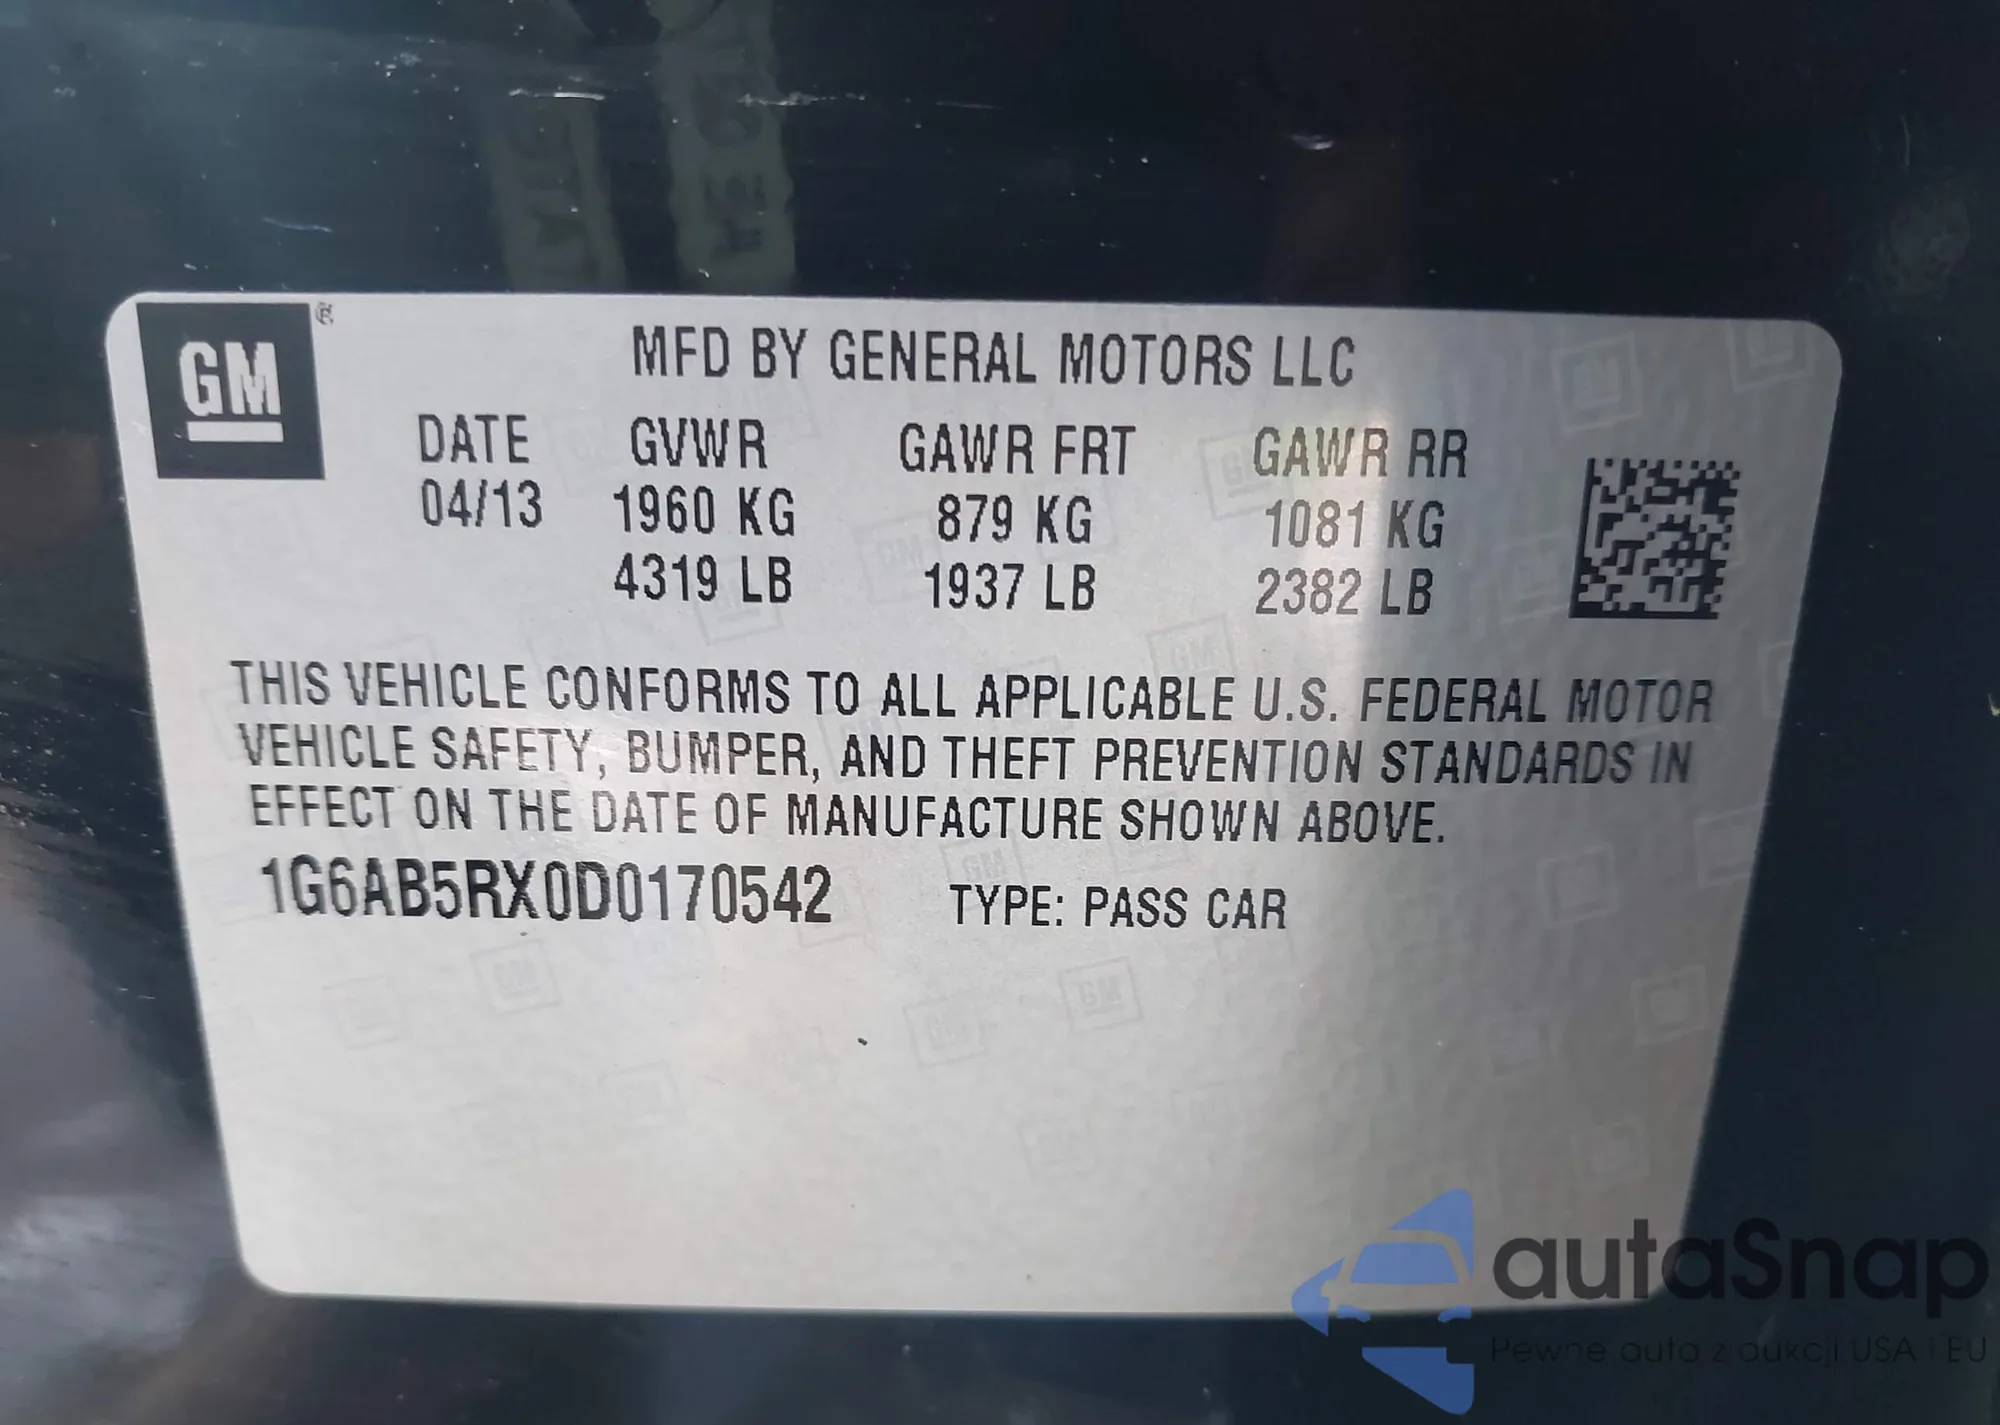 GM
MFD BY GENERAL MOTORS LLC
DATE GVWR GAWR FRT GAWR RR
04/13 1960 KG 879 KG 1081 KG
4319 LB 1937 LB 2382 LB
THIS VEHICLE CONFORMS TO ALL APPLICABLE U.S. FEDERAL MOTOR
VEHICLE SAFETY, BUMPER, AND THEFT PREVENTION STANDARDS IN
EFFECT ON THE DATE OF MANUFACTURE SHOWN ABOVE.
1G6AB5RX0D0170542 TYPE: PASS CAR
autaSnap
Pewne auta z aukcji USA i EU